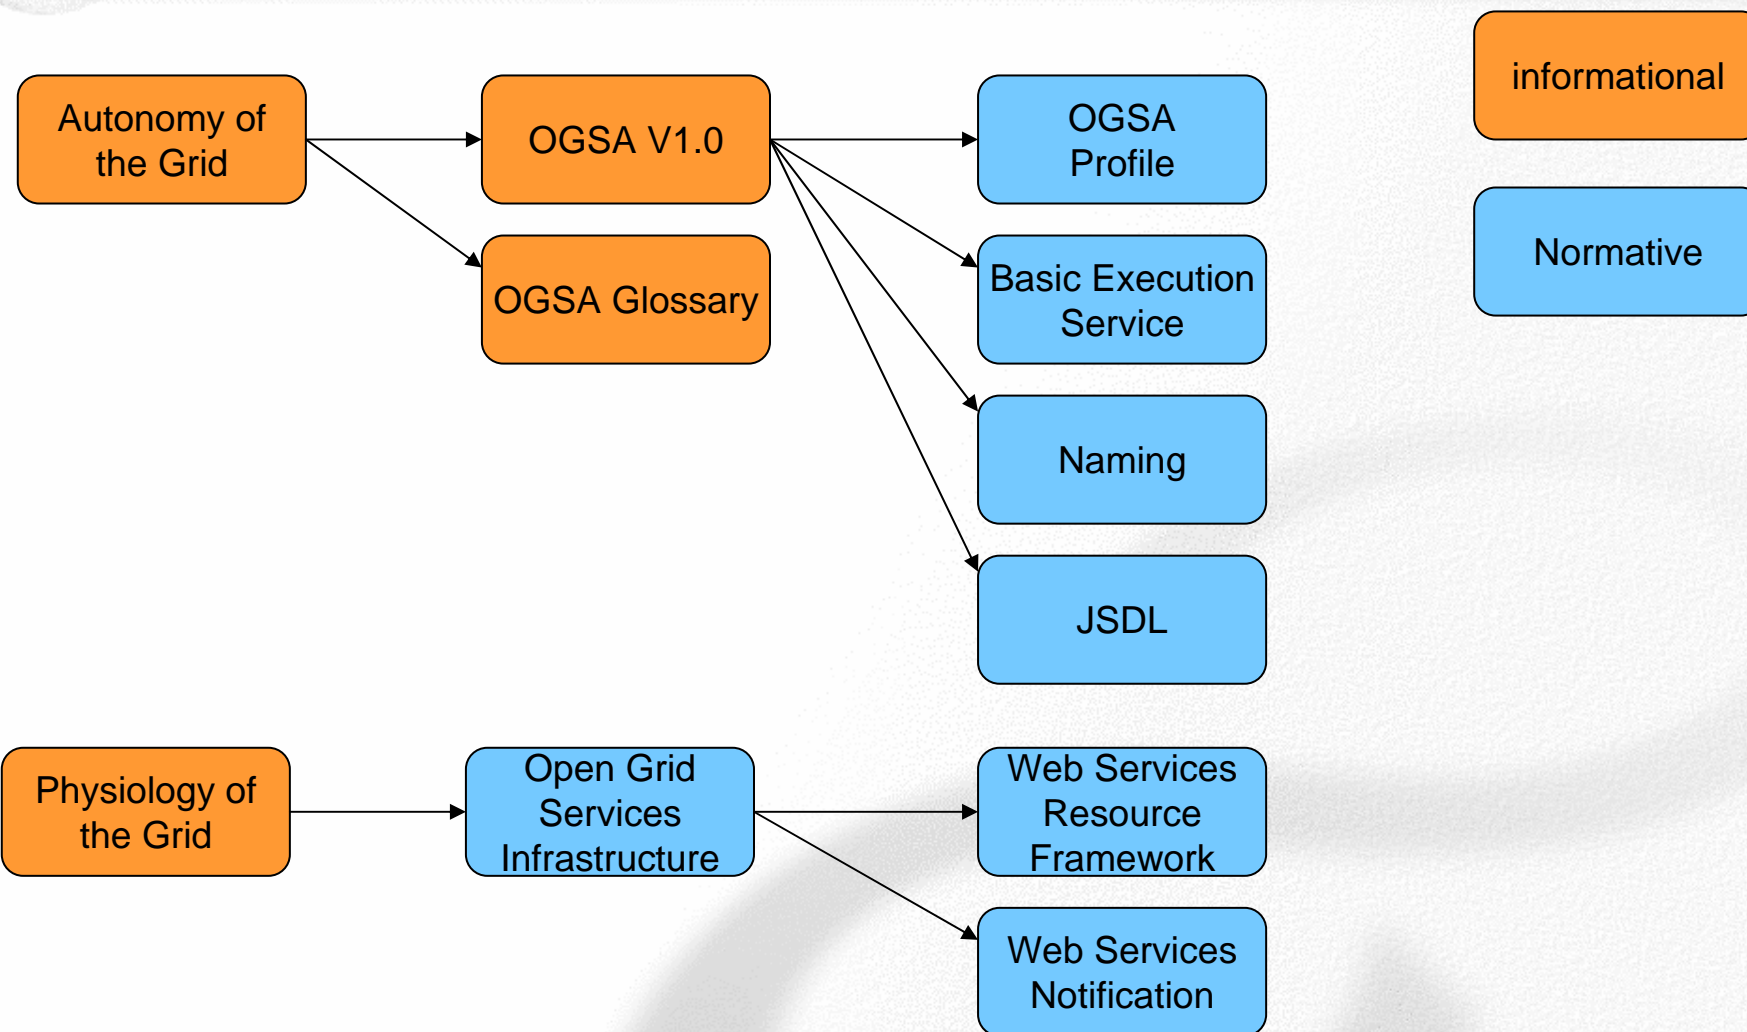 Autonomy of
the Grid
OGSA V1.0
OGSA Glossary
OGSA
Profile
Basic Execution
Service
Naming
JSDL
informational
Normative
Physiology of
the Grid
Open Grid
Services
Infrastructure
Web Services
Resource
Framework
Web Services
Notification